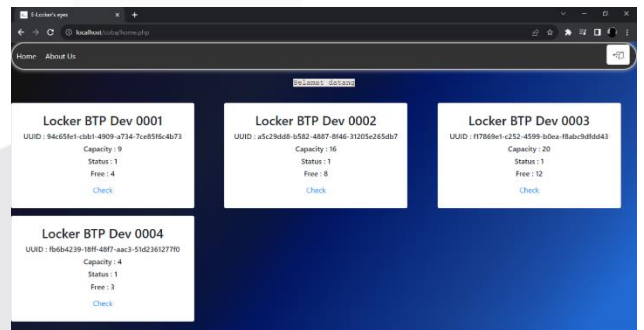 E-Locker's eyes
localhost/coba/home.php
Home About Us
Selamat datang
Locker BTP Dev 0001
UUID : 94c65fe1-cbb1-4909-a734-7ce85f6c4b73
Capacity : 9
Status : 1
Free : 4
Check
Locker BTP Dev 0002
UUID : a5c29dd8-b582-4887-8f46-31205e265db7
Capacity : 16
Status : 1
Free : 8
Check
Locker BTP Dev 0003
UUID : f17869e1-c252-4599-b0ea-f8abc9dfdd43
Capacity : 20
Status : 1
Free : 12
Check
Locker BTP Dev 0004
UUID : fb6b4239-18ff-48f7-aac3-51d2361277f0
Capacity : 4
Status : 1
Free : 3
Check